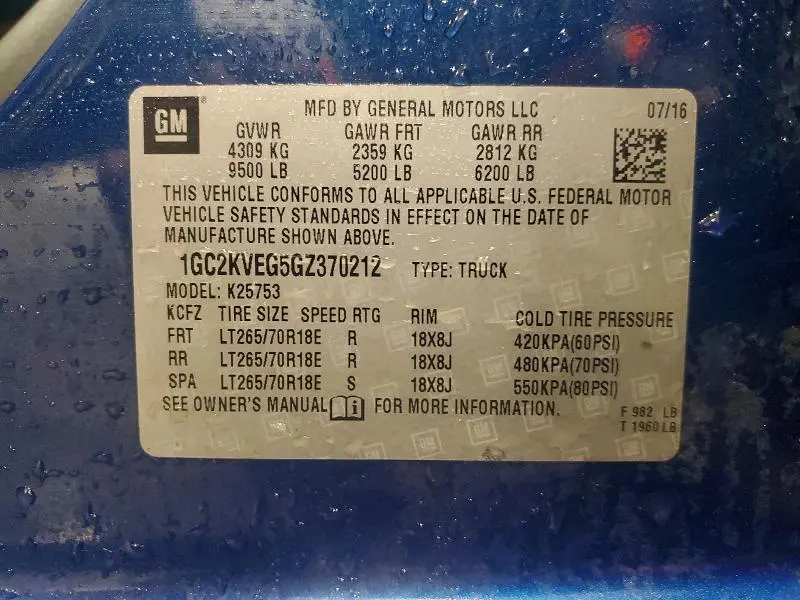 GM
MFD BY GENERAL MOTORS LLC 07/16
GVWR GAWR FRT GAWR RR
4309 KG 2359 KG 2812 KG
9500 LB 5200 LB 6200 LB
THIS VEHICLE CONFORMS TO ALL APPLICABLE U.S. FEDERAL MOTOR
VEHICLE SAFETY STANDARDS IN EFFECT ON THE DATE OF
MANUFACTURE SHOWN ABOVE.
1GC2KVEG5GZ370212 TYPE: TRUCK
MODEL: K25753
KCFZ TIRE SIZE SPEED RTG RIM COLD TIRE PRESSURE
FRT LT265/70R18E R 18X8J 420KPA(60PSI)
RR LT265/70R18E R 18X8J 480KPA(70PSI)
SPA LT265/70R18E S 18X8J 550KPA(80PSI)
SEE OWNER'S MANUAL FOR MORE INFORMATION.
F 982 LB
T 1960 LB